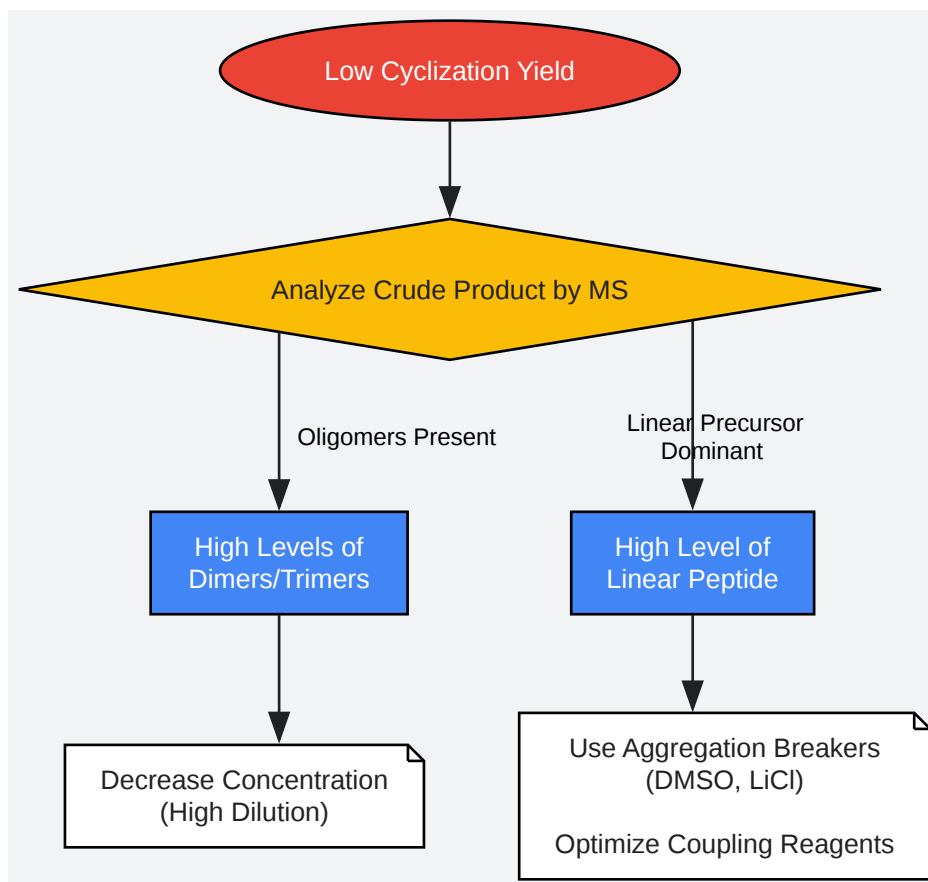 Low Cyclization Yield
Analyze Crude Product by MS
Oligomers Present
Linear Precursor
Dominant
High Levels of
Dimers/Trimers
High Level of
Linear Peptide
Decrease Concentration
(High Dilution)
Use Aggregation Breakers
(DMSO, LiCl)
Optimize Coupling Reagents